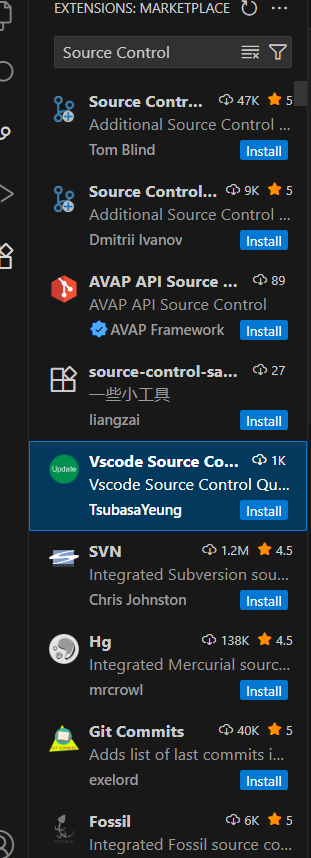 EXTENSIONS: MARKETPLACE
Source Control
Source Contr... 47K 5
Additional Source Control ...
Tom Blind Install
Source Control... 9K 5
Additional Source Control ...
Dmitrii Ivanov Install
AVAP API Source ... 89
AVAP API Source Control
AVAP Framework Install
source-control-sa... 27
一些小工具
liangzai Install
Update Vscode Source Co... 1K
Vscode Source Control Qu...
TsubasaYeung Install
SVN 1.2M 4.5
Integrated Subversion sou...
Chris Johnston Install
Hg 138K 4.5
Integrated Mercurial sourc...
mrcrowl Install
Git Commits 40K 5
Adds list of last commits i...
exelord Install
Fossil 6K 5
Integrated Fossil source co...